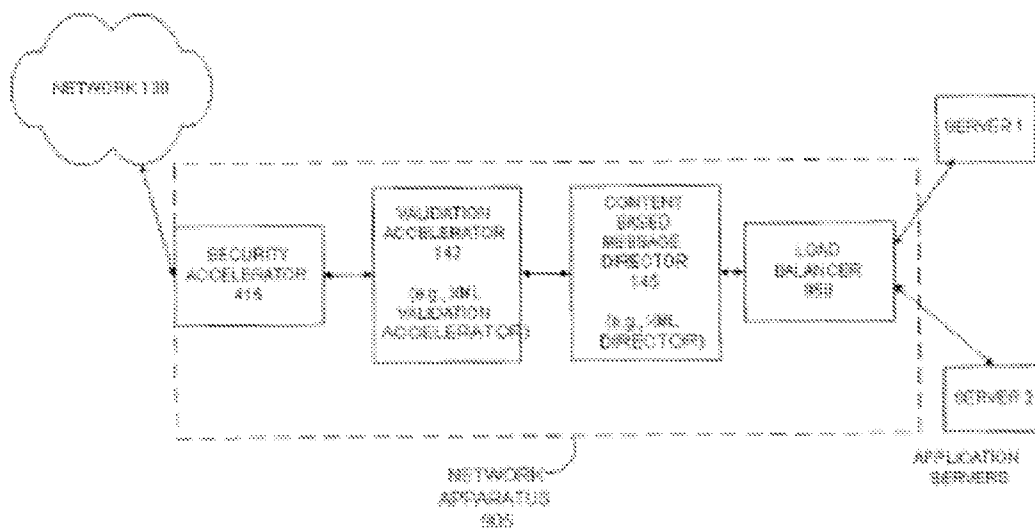 NETWORK
SERVER 1
SECURITY
ACCELERATOR
VALIDATION
ACCELERATOR
(e.g., XML
VALIDATION
ACCELERATOR)
CONTENT
BASED
MESSAGE
DIRECTOR
(e.g., XML
DIRECTOR)
LOAD
BALANCER
SERVER 2
APPLICATION
SERVERS
NETWORK
APPARATUS
905